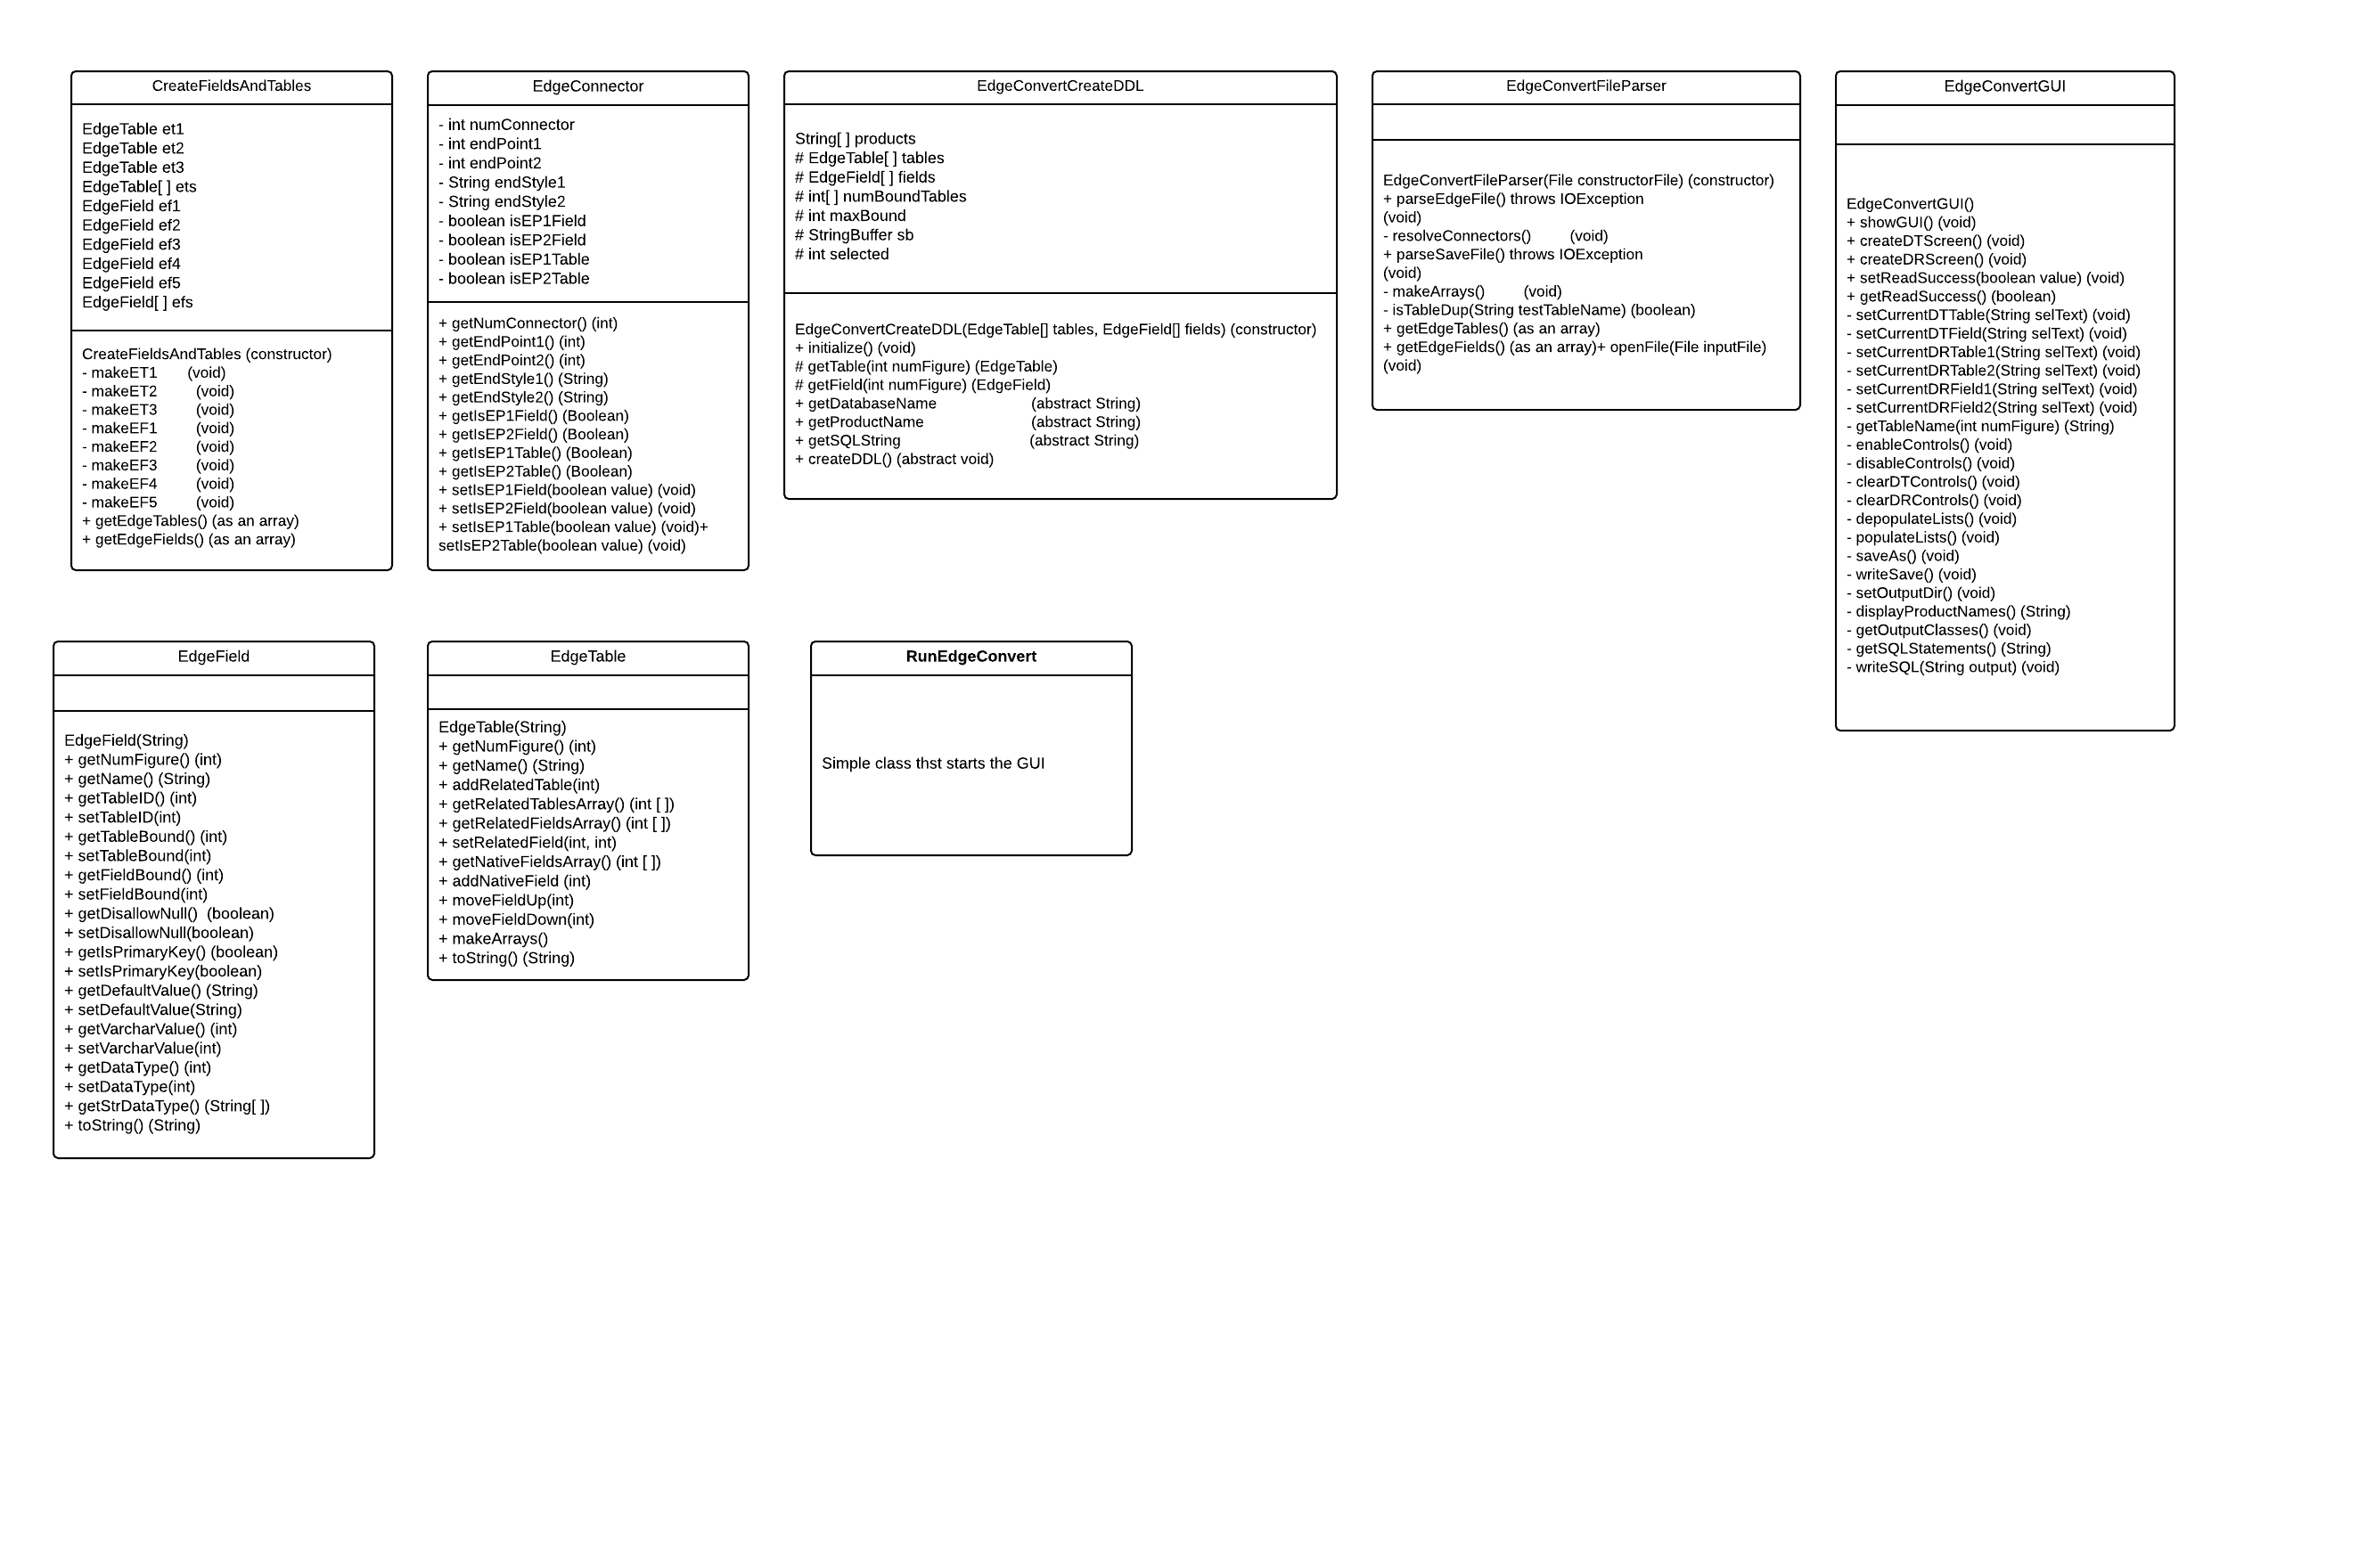 CreateFieldsAndTables
EdgeTable et1
EdgeTable et2
EdgeTable et3
EdgeTable[ ] ets
EdgeField ef1
EdgeField ef2
EdgeField ef3
EdgeField ef4
EdgeField ef5
EdgeField[ ] efs
CreateFieldsAndTables (constructor)
- makeET1 (void)
- makeET2 (void)
- makeET3 (void)
- makeEF1 (void)
- makeEF2 (void)
- makeEF3 (void)
- makeEF4 (void)
- makeEF5 (void)
+ getEdgeTables() (as an array)
+ getEdgeFields() (as an array)
EdgeConnector
- int numConnector
- int endPoint1
- int endPoint2
- String endStyle1
- String endStyle2
- boolean isEP1Field
- boolean isEP2Field
- boolean isEP1Table
- boolean isEP2Table
+ getNumConnector() (int)
+ getEndPoint1() (int)
+ getEndPoint2() (int)
+ getEndStyle1() (String)
+ getEndStyle2() (String)
+ getIsEP1Field() (Boolean)
+ getIsEP2Field() (Boolean)
+ getIsEP1Table() (Boolean)
+ getIsEP2Table() (Boolean)
+ setIsEP1Field(boolean value) (void)
+ setIsEP2Field(boolean value) (void)
+ setIsEP1Table(boolean value) (void)+
setIsEP2Table(boolean value) (void)
EdgeConvertCreateDDL
String[ ] products
# EdgeTable[ ] tables
# EdgeField[ ] fields
# int[ ] numBoundTables
# int maxBound
# StringBuffer sb
# int selected
EdgeConvertCreateDDL(EdgeTable[] tables, EdgeField[] fields) (constructor)
+ initialize() (void)
# getTable(int numFigure) (EdgeTable)
# getField(int numFigure) (EdgeField)
+ getDatabaseName (abstract String)
+ getProductName (abstract String)
+ getSQLString (abstract String)
+ createDDL() (abstract void)
EdgeConvertFileParser
EdgeConvertFileParser(File constructorFile) (constructor)
+ parseEdgeFile() throws IOException
(void)
- resolveConnectors() (void)
+ parseSaveFile() throws IOException
(void)
- makeArrays() (void)
- isTableDup(String testTableName) (boolean)
+ getEdgeTables() (as an array)
+ getEdgeFields() (as an array)+ openFile(File inputFile)
(void)
EdgeConvertGUI
EdgeConvertGUI()
+ showGUI() (void)
+ createDTScreen() (void)
+ createDRScreen() (void)
+ setReadSuccess(boolean value) (void)
+ getReadSuccess() (boolean)
- setCurrentDTTable(String selText) (void)
- setCurrentDTField(String selText) (void)
- setCurrentDRTable1(String selText) (void)
- setCurrentDRTable2(String selText) (void)
- setCurrentDRField1(String selText) (void)
- setCurrentDRField2(String selText) (void)
- getTableName(int numFigure) (String)
- enableControls() (void)
- disableControls() (void)
- clearDTControls() (void)
- clearDRControls() (void)
- depopulateLists() (void)
- populateLists() (void)
- saveAs() (void)
- writeSave() (void)
- setOutputDir() (void)
- displayProductNames() (String)
- getOutputClasses() (void)
- getSQLStatements() (String)
- writeSQL(String output) (void)
EdgeField
EdgeField(String)
+ getNumFigure() (int)
+ getName() (String)
+ getTableID() (int)
+ setTableID(int)
+ getTableBound() (int)
+ setTableBound(int)
+ getFieldBound() (int)
+ setFieldBound(int)
+ getDisallowNull() (boolean)
+ setDisallowNull(boolean)
+ getIsPrimaryKey() (boolean)
+ setIsPrimaryKey(boolean)
+ getDefaultValue() (String)
+ setDefaultValue(String)
+ getVarcharValue() (int)
+ setVarcharValue(int)
+ getDataType() (int)
+ setDataType(int)
+ getStrDataType() (String[ ])
+ toString() (String)
EdgeTable
EdgeTable(String)
+ getNumFigure() (int)
+ getName() (String)
+ addRelatedTable(int)
+ getRelatedTablesArray() (int [ ])
+ getRelatedFieldsArray() (int [ ])
+ setRelatedField(int, int)
+ getNativeFieldsArray() (int [ ])
+ addNativeField (int)
+ moveFieldUp(int)
+ moveFieldDown(int)
+ makeArrays()
+ toString() (String)
RunEdgeConvert
Simple class thst starts the GUI